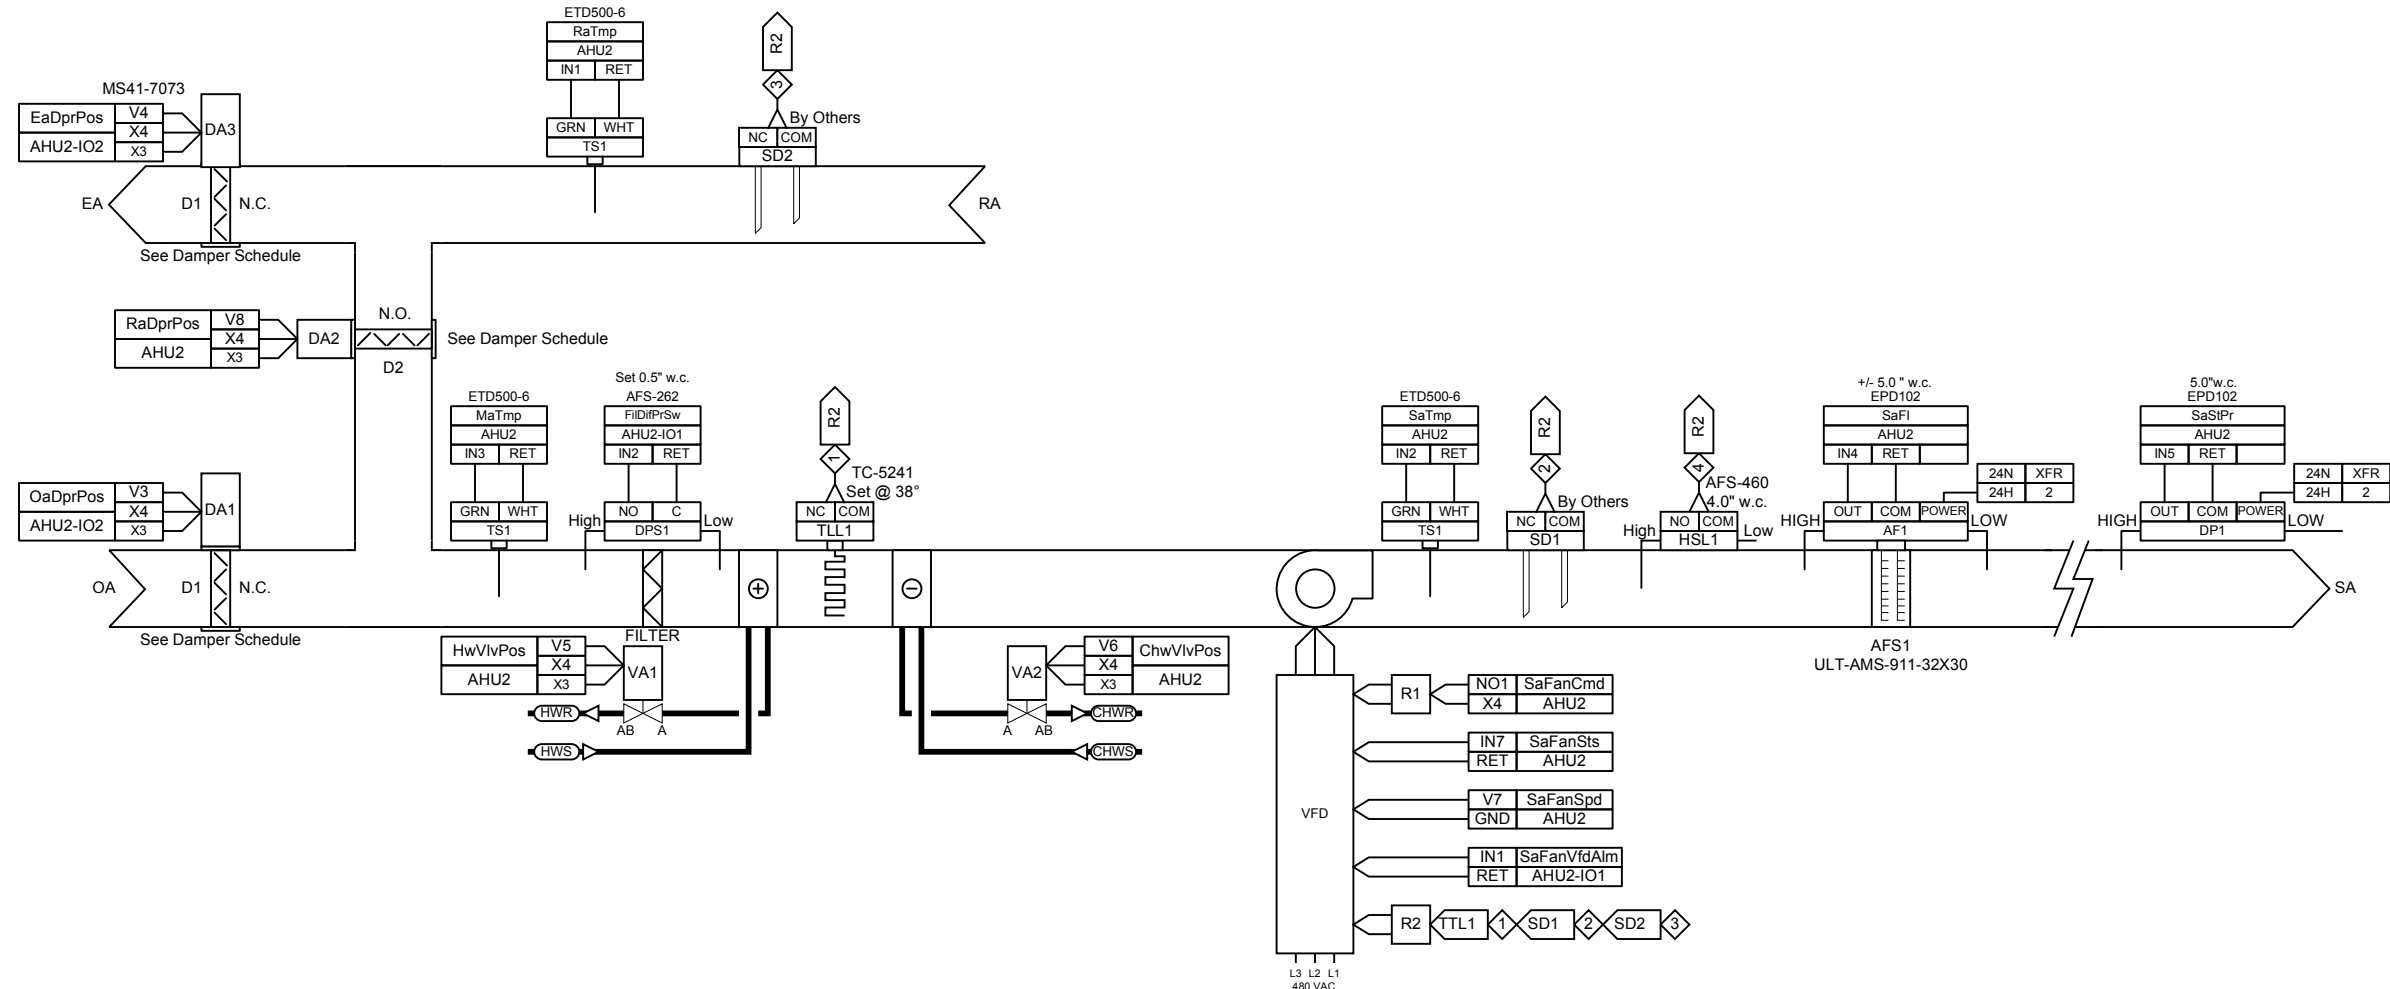 ETD500-6
RaTmp
AHU2
IN1 RET
GRN WHT
TS1
R2
3
By Others
NC COM
SD2
MS41-7073
EaDprPos V4
X4
AHU2-IO2 X3
DA3
EA D1 N.C. RA
See Damper Schedule
RaDprPos V8
X4
AHU2 X3
DA2
N.O.
D2
See Damper Schedule
OaDprPos V3
X4
AHU2-IO2 X3
DA1
OA D1 N.C.
See Damper Schedule
ETD500-6
MaTmp
AHU2
IN3 RET
GRN WHT
TS1
Set 0.5" w.c.
AFS-262
FilDifPrSw
AHU2-IO1
IN2 RET
High NO C Low
DPS1
FILTER
R2
1
TC-5241
Set @ 38°
NC COM
TLL1
ETD500-6
SaTmp
AHU2
IN2 RET
GRN WHT
TS1
R2
2
By Others
NC COM
SD1
R2
4
AFS-460
4.0" w.c.
NO COM
High HSL1 Low
+/- 5.0 " w.c.
EPD102
SaFl
AHU2
IN4 RET
24N XFR
24H 2
OUT COM POWER
HIGH AF1 LOW
AFS1
ULT-AMS-911-32X30
5.0"w.c.
EPD102
SaStPr
AHU2
IN5 RET
24N XFR
24H 2
OUT COM POWER
HIGH DP1 LOW
SA
HwVlvPos V5
X4
AHU2 X3
VA1
HWR
AB A
HWS
VA2
V6 ChwVlvPos
X4
X3 AHU2
CHWR
A AB
CHWS
VFD
R1 NO1 SaFanCmd
X4 AHU2
IN7 SaFanSts
RET AHU2
V7 SaFanSpd
GND AHU2
IN1 SaFanVfdAlm
RET AHU2-IO1
R2 TTL1 1 SD1 2 SD2 3
L3 L2 L1
480 VAC